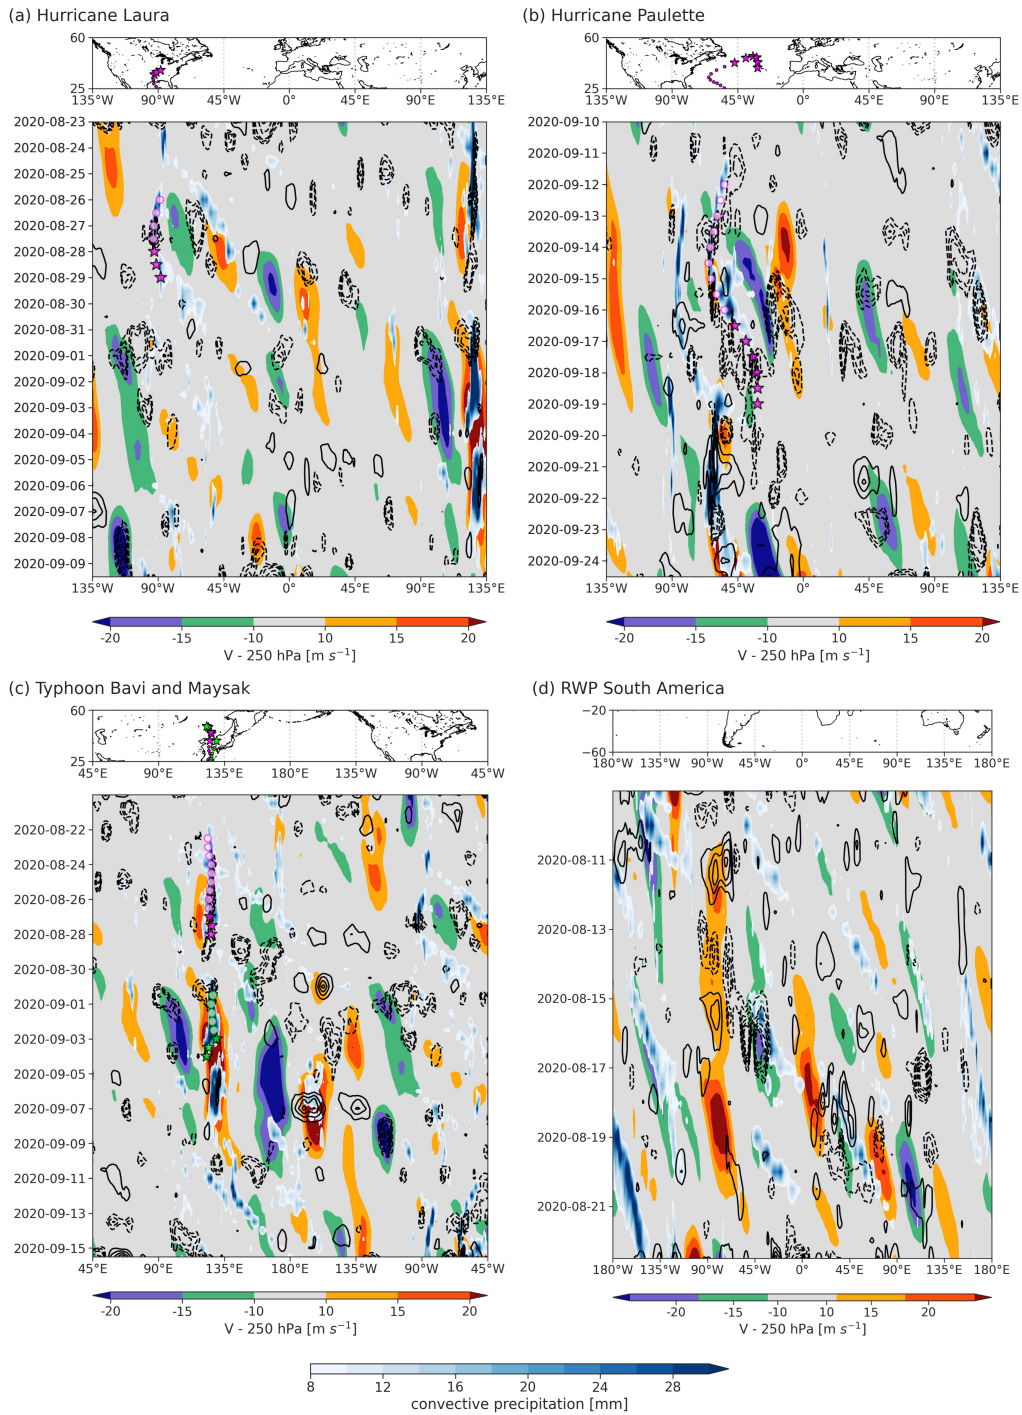 (a) Hurricane Laura
60
25
135°W 90°W 45°W 0° 45°E 90°E 135°E
2020-08-23
2020-08-24
2020-08-25
2020-08-26
2020-08-27
2020-08-28
2020-08-29
2020-08-30
2020-08-31
2020-09-01
2020-09-02
2020-09-03
2020-09-04
2020-09-05
2020-09-06
2020-09-07
2020-09-08
2020-09-09
135°W 90°W 45°W 0° 45°E 90°E 135°E
-20 -15 -10 10 15 20
V - 250 hPa [m s⁻¹]
(b) Hurricane Paulette
60
25
135°W 90°W 45°W 0° 45°E 90°E 135°E
2020-09-10
2020-09-11
2020-09-12
2020-09-13
2020-09-14
2020-09-15
2020-09-16
2020-09-17
2020-09-18
2020-09-19
2020-09-20
2020-09-21
2020-09-22
2020-09-23
2020-09-24
135°W 90°W 45°W 0° 45°E 90°E 135°E
-20 -15 -10 10 15 20
V - 250 hPa [m s⁻¹]
(c) Typhoon Bavi and Maysak
60
25
45°E 90°E 135°E 180°E 135°W 90°W 45°W
2020-08-22
2020-08-24
2020-08-26
2020-08-28
2020-08-30
2020-09-01
2020-09-03
2020-09-05
2020-09-07
2020-09-09
2020-09-11
2020-09-13
2020-09-15
45°E 90°E 135°E 180°E 135°W 90°W 45°W
-20 -15 -10 10 15 20
V - 250 hPa [m s⁻¹]
(d) RWP South America
−20
−60
180°W 135°W 90°W 45°W 0° 45°E 90°E 135°E 180°W
2020-08-11
2020-08-13
2020-08-15
2020-08-17
2020-08-19
2020-08-21
180°W 135°W 90°W 45°W 0° 45°E 90°E 135°E 180°E
-20 -15 -10 10 15 20
V - 250 hPa [m s⁻¹]
8 12 16 20 24 28
convective precipitation [mm]